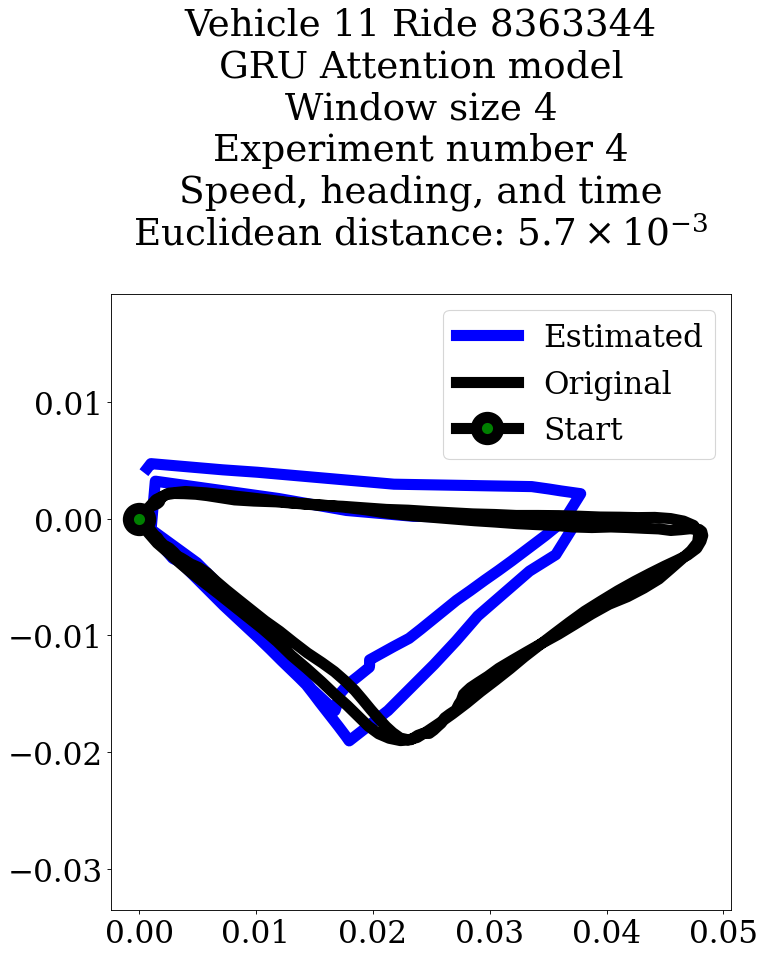 Vehicle 11 Ride 8363344
GRU Attention model
Window size 4
Experiment number 4
Speed, heading, and time
Euclidean distance: 5.7 × 10⁻³
Estimated
Original
Start
0.01
0.00
−0.01
−0.02
−0.03
0.00 0.01 0.02 0.03 0.04 0.05